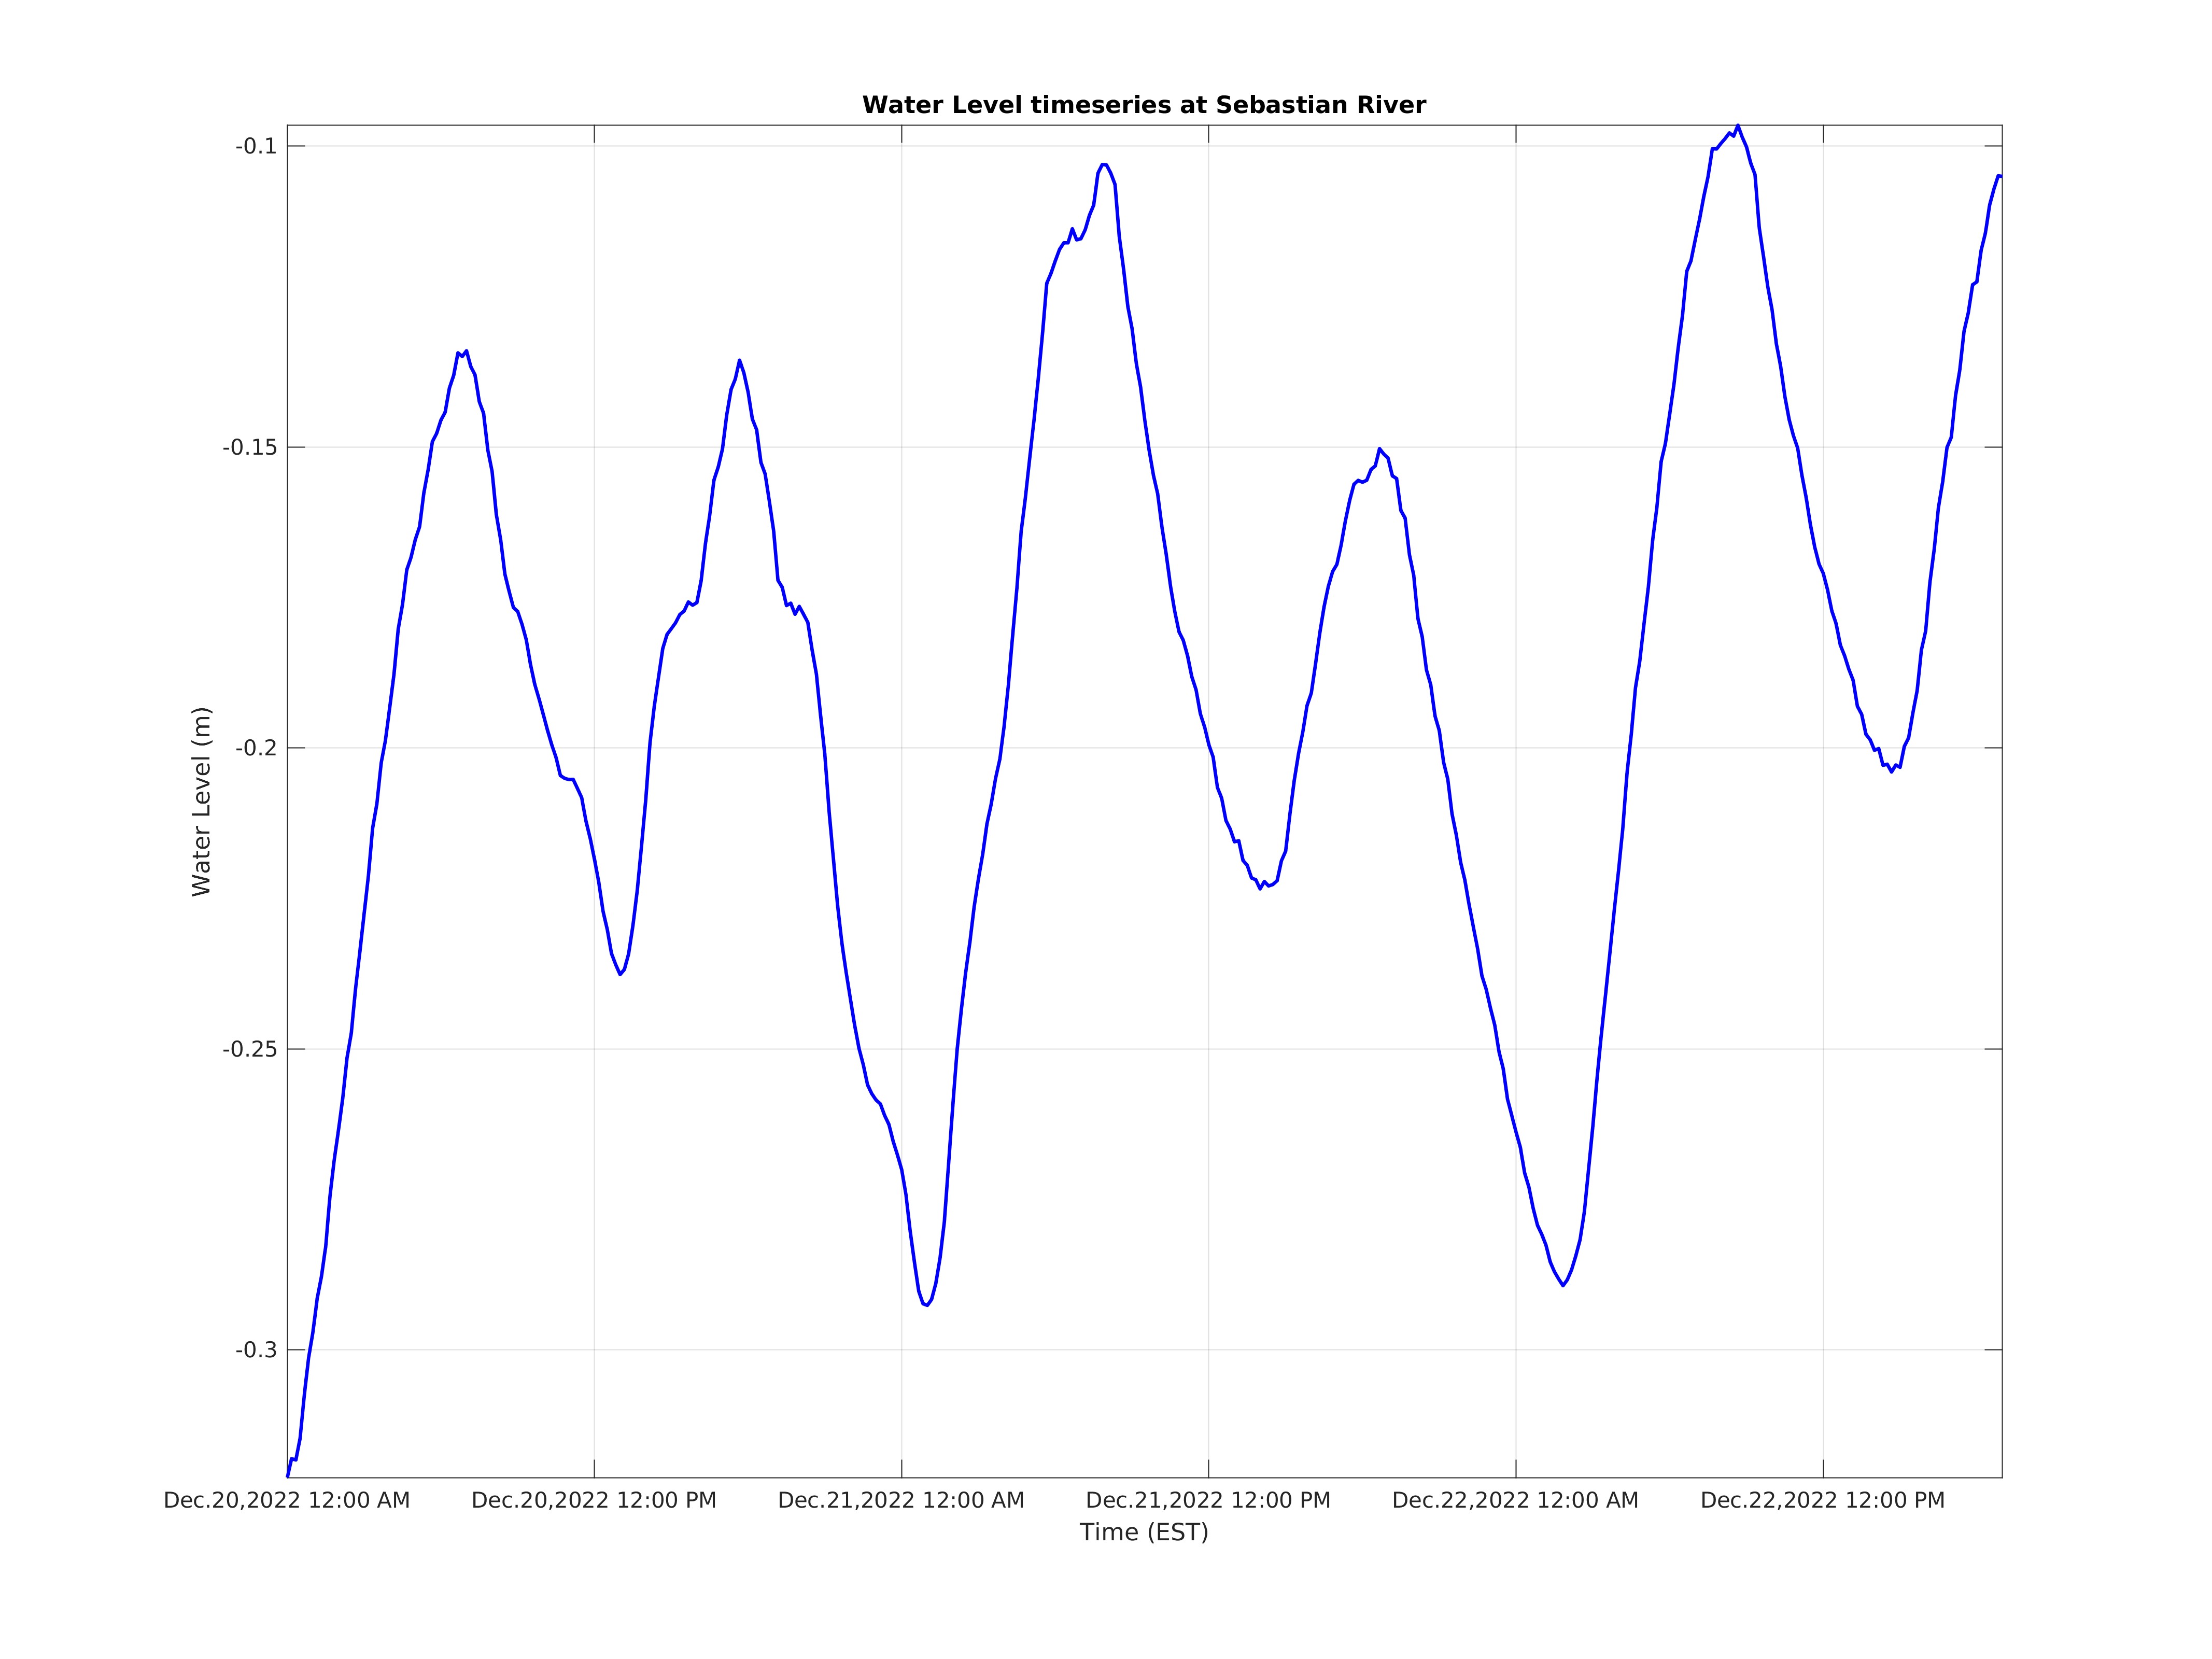 Water Level timeseries at Sebastian River
-0.1
-0.15
-0.2
-0.25
-0.3
Water Level (m)
Dec.20,2022 12:00 AM
Dec.20,2022 12:00 PM
Dec.21,2022 12:00 AM
Dec.21,2022 12:00 PM
Dec.22,2022 12:00 AM
Dec.22,2022 12:00 PM
Time (EST)